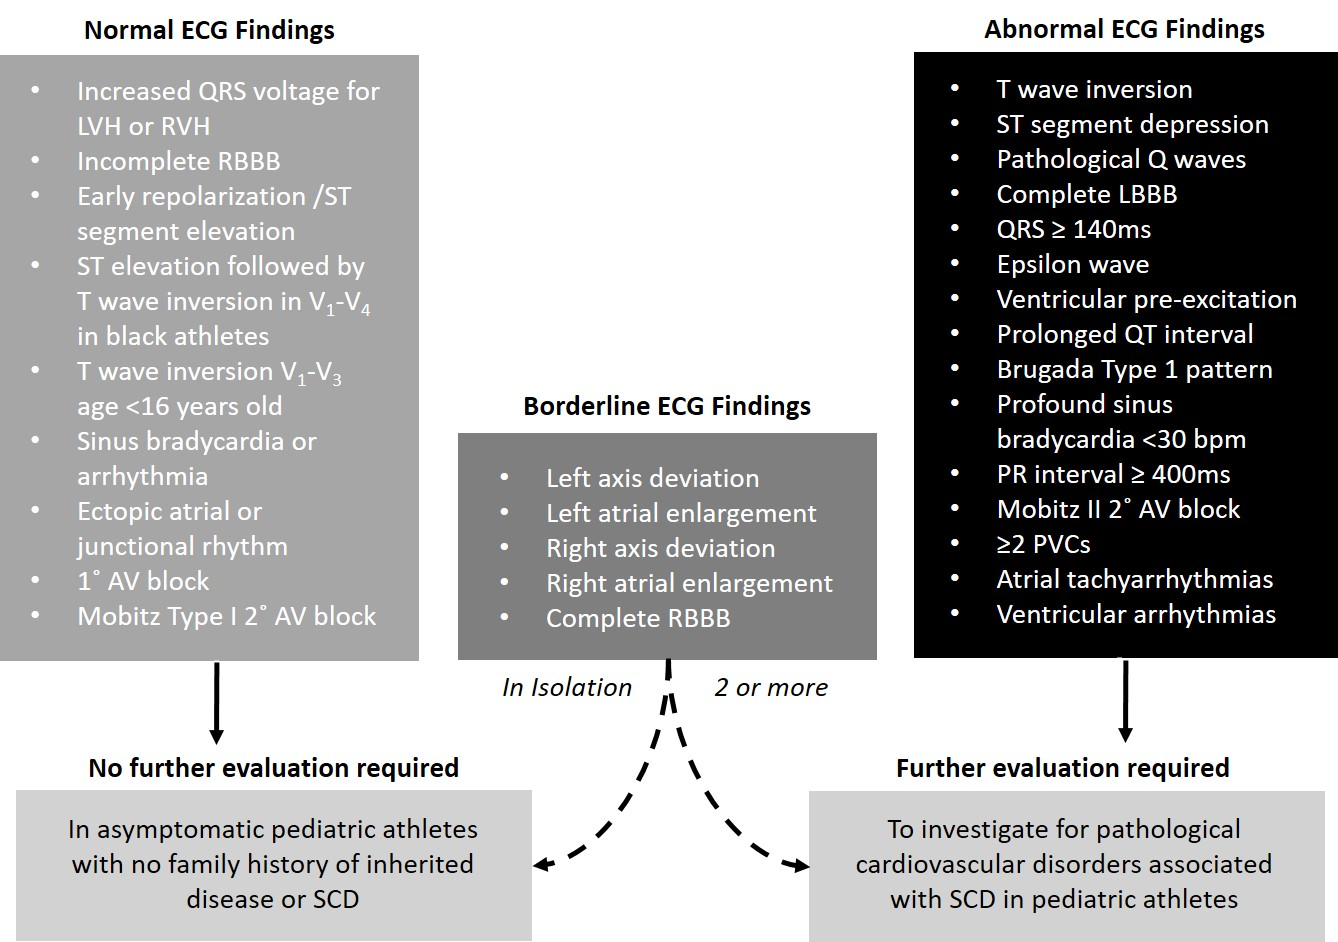 Normal ECG Findings
• Increased QRS voltage for
LVH or RVH
• Incomplete RBBB
• Early repolarization /ST
segment elevation
• ST elevation followed by
T wave inversion in V₁-V₄
in black athletes
• T wave inversion V₁-V₃
age <16 years old
• Sinus bradycardia or
arrhythmia
• Ectopic atrial or
junctional rhythm
• 1˚ AV block
• Mobitz Type I 2˚ AV block
Borderline ECG Findings
• Left axis deviation
• Left atrial enlargement
• Right axis deviation
• Right atrial enlargement
• Complete RBBB
Abnormal ECG Findings
• T wave inversion
• ST segment depression
• Pathological Q waves
• Complete LBBB
• QRS ≥ 140ms
• Epsilon wave
• Ventricular pre-excitation
• Prolonged QT interval
• Brugada Type 1 pattern
• Profound sinus
bradycardia <30 bpm
• PR interval ≥ 400ms
• Mobitz II 2˚ AV block
• ≥2 PVCs
• Atrial tachyarrhythmias
• Ventricular arrhythmias
In Isolation
2 or more
No further evaluation required
In asymptomatic pediatric athletes
with no family history of inherited
disease or SCD
Further evaluation required
To investigate for pathological
cardiovascular disorders associated
with SCD in pediatric athletes